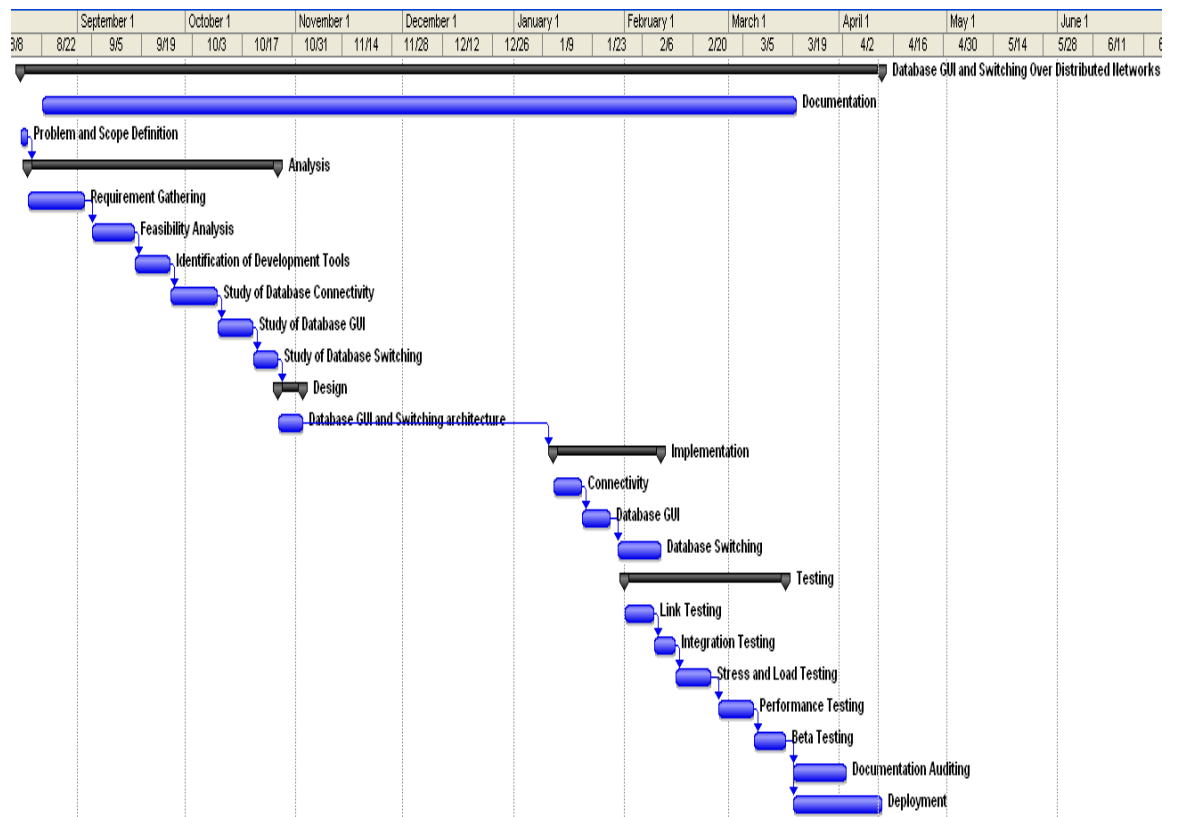 September 1 October 1 November 1 December 1 January 1 February 1 March 1 April 1 May 1 June 1
8/8 8/22 9/5 9/19 10/3 10/17 10/31 11/14 11/28 12/12 12/26 1/9 1/23 2/6 2/20 3/5 3/19 4/2 4/16 4/30 5/14 5/28 6/11 6
Database GUI and Switching Over Distributed Networks
Documentation
Problem and Scope Definition
Analysis
Requirement Gathering
Feasibility Analysis
Identification of Development Tools
Study of Database Connectivity
Study of Database GUI
Study of Database Switching
Design
Database GUI and Switching architecture
Implementation
Connectivity
Database GUI
Database Switching
Testing
Link Testing
Integration Testing
Stress and Load Testing
Performance Testing
Beta Testing
Documentation Auditing
Deployment